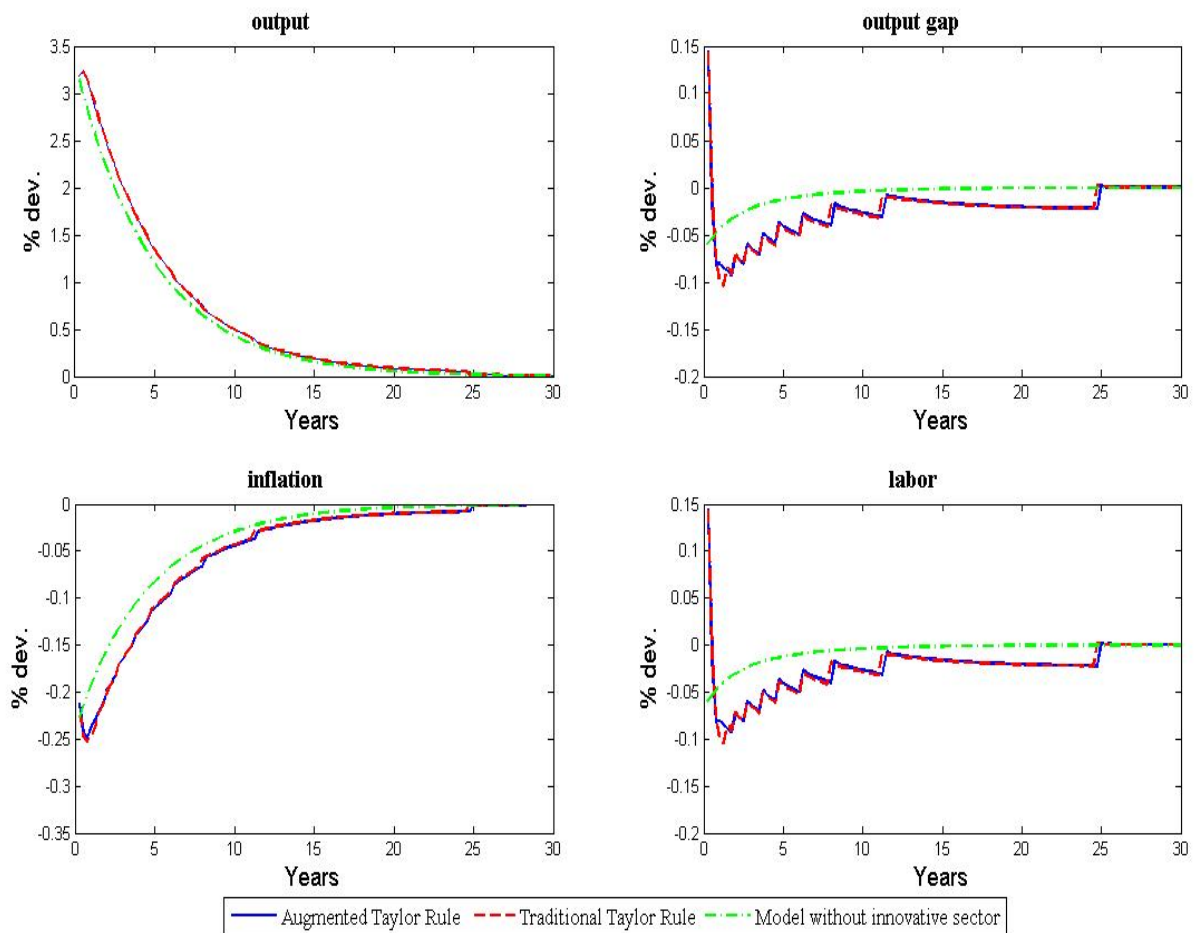 output
3.5
3
2.5
2
1.5
1
0.5
0
% dev.
0 5 10 15 20 25 30
Years
output gap
0.15
0.1
0.05
0
-0.05
-0.1
-0.15
-0.2
% dev.
0 5 10 15 20 25 30
Years
inflation
0
-0.05
-0.1
-0.15
-0.2
-0.25
-0.3
-0.35
% dev.
0 5 10 15 20 25 30
Years
labor
0.15
0.1
0.05
0
-0.05
-0.1
-0.15
-0.2
% dev.
0 5 10 15 20 25 30
Years
Augmented Taylor Rule Traditional Taylor Rule Model without innovative sector